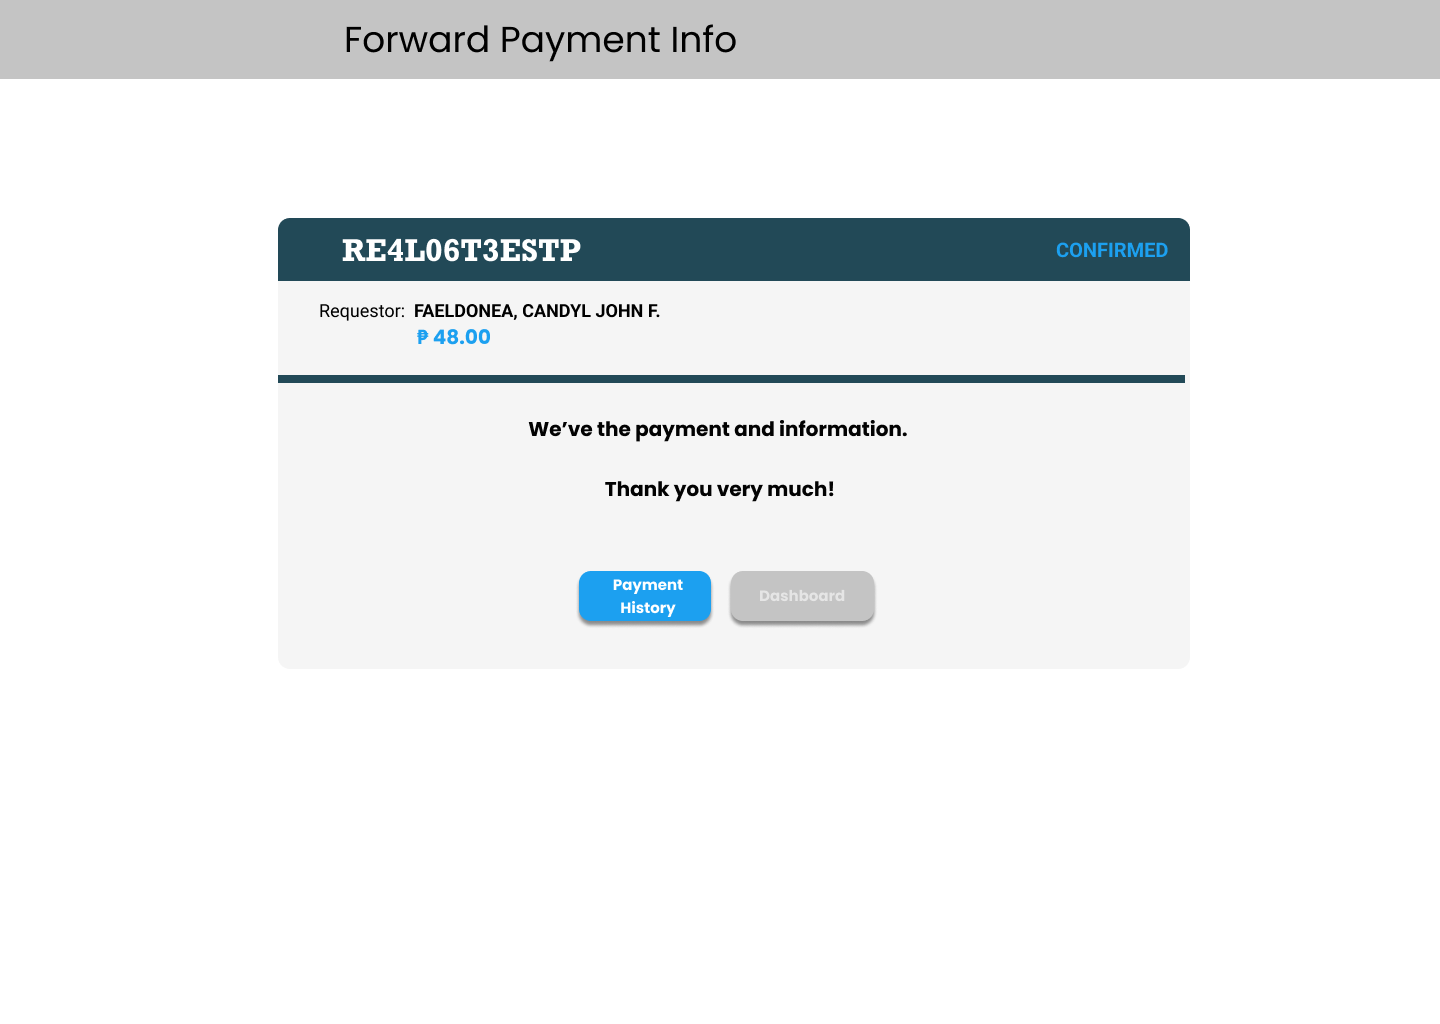 Forward Payment Info
RE4L06T3ESTP
CONFIRMED
Requestor: FAELDONEA, CANDYL JOHN F.
₱ 48.00
We’ve the payment and information.
Thank you very much!
Payment
History
Dashboard